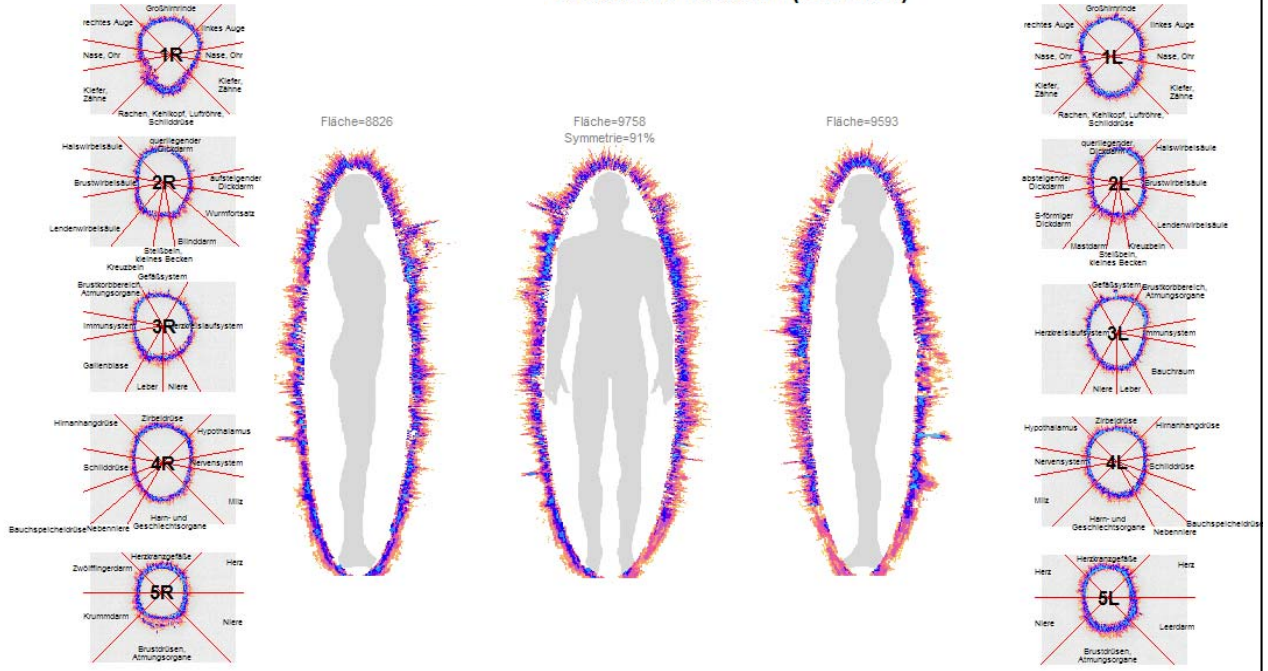 Großhirnrinde
rechtes Auge
linkes Auge
1R
Nase, Ohr
Nase, Ohr
Kiefer,
Zähne
Kiefer,
Zähne
Rachen, Kehlkopf, Luftröhre,
Schilddrüse
querliegender
Dickdarm
Halswirbelsäule
2R
Brustwirbelsäule
aufsteigender
Dickdarm
Wurmfortsatz
Lendenwirbelsäule
Blinddarm
Steißbein,
kleines Becken
Kreuzbein
Gefäßsystem
Brustkorbbereich,
Atmungsorgane
3R
Immunsystem
Herzkreislaufsystem
Gallenblase
Leber
Niere
Zirbeldrüse
Hirnanhangdrüse
Hypothalamus
4R
Schilddrüse
Nervensystem
Milz
Harn- und
Geschlechtsorgane
Bauchspeicheldrüse
Nebenniere
Herzkranzgefäße
Zwölffingerdarm
Herz
5R
Krummdarm
Niere
Brustdrüsen,
Atmungsorgane
Fläche=8826
Fläche=9758
Symmetrie=91%
Fläche=9593
Großhirnrinde
rechtes Auge
linkes Auge
1L
Nase, Ohr
Nase, Ohr
Kiefer,
Zähne
Kiefer,
Zähne
Rachen, Kehlkopf, Luftröhre,
Schilddrüse
querliegender
Dickdarm
Halswirbelsäule
2L
absteigender
Dickdarm
Brustwirbelsäule
S-förmiger
Dickdarm
Lendenwirbelsäule
Mastdarm
Kreuzbein
Steißbein,
kleines Becken
Gefäßsystem
Brustkorbbereich,
Atmungsorgane
3L
Herzkreislaufsystem
Immunsystem
Bauchraum
Niere
Leber
Zirbeldrüse
Hypothalamus
Hirnanhangdrüse
4L
Nervensystem
Schilddrüse
Milz
Harn- und
Geschlechtsorgane
Bauchspeicheldrüse
Nebenniere
Herzkranzgefäße
Herz
Herz
5L
Niere
Leerdarm
Brustdrüsen,
Atmungsorgane